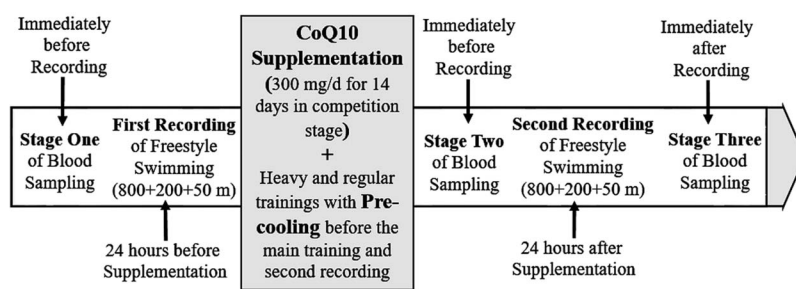 Immediately
before
Recording
Stage One
of Blood
Sampling
First Recording
of Freestyle
Swimming
(800+200+50 m)
24 hours before
Supplementation
CoQ10
Supplementation
(300 mg/d for 14
days in competition
stage)
+
Heavy and regular
trainings with Pre-
cooling before the
main training and
second recording
Immediately
before
Recording
Stage Two
of Blood
Sampling
Second Recording
of Freestyle
Swimming
(800+200+50 m)
24 hours after
Supplementation
Immediately
after
Recording
Stage Three
of Blood
Sampling